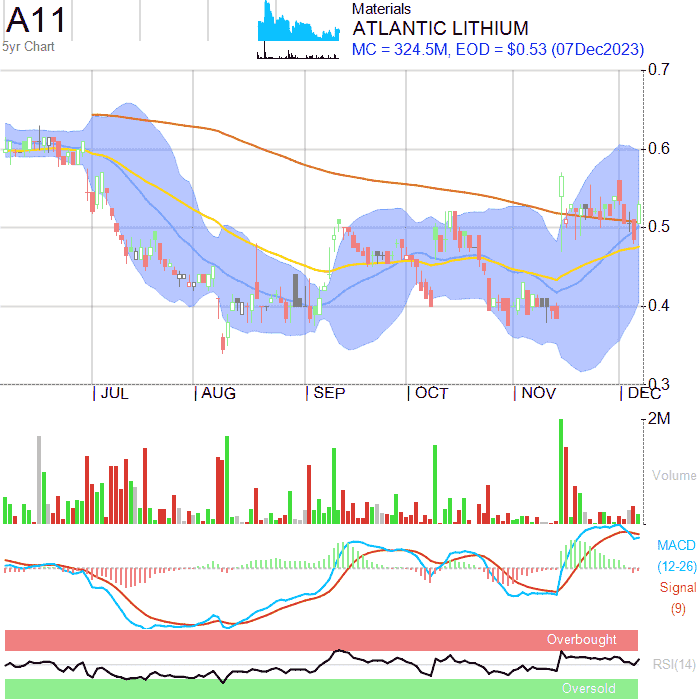 A11
5yr Chart
Materials
ATLANTIC LITHIUM
MC = 324.5M, EOD = $0.53 (07Dec2023)
0.7
0.6
0.5
0.4
0.3
JUL AUG SEP OCT NOV DEC
2M
Volume
MACD
(12-26)
Signal
(9)
Overbought
RSI(14)
Oversold